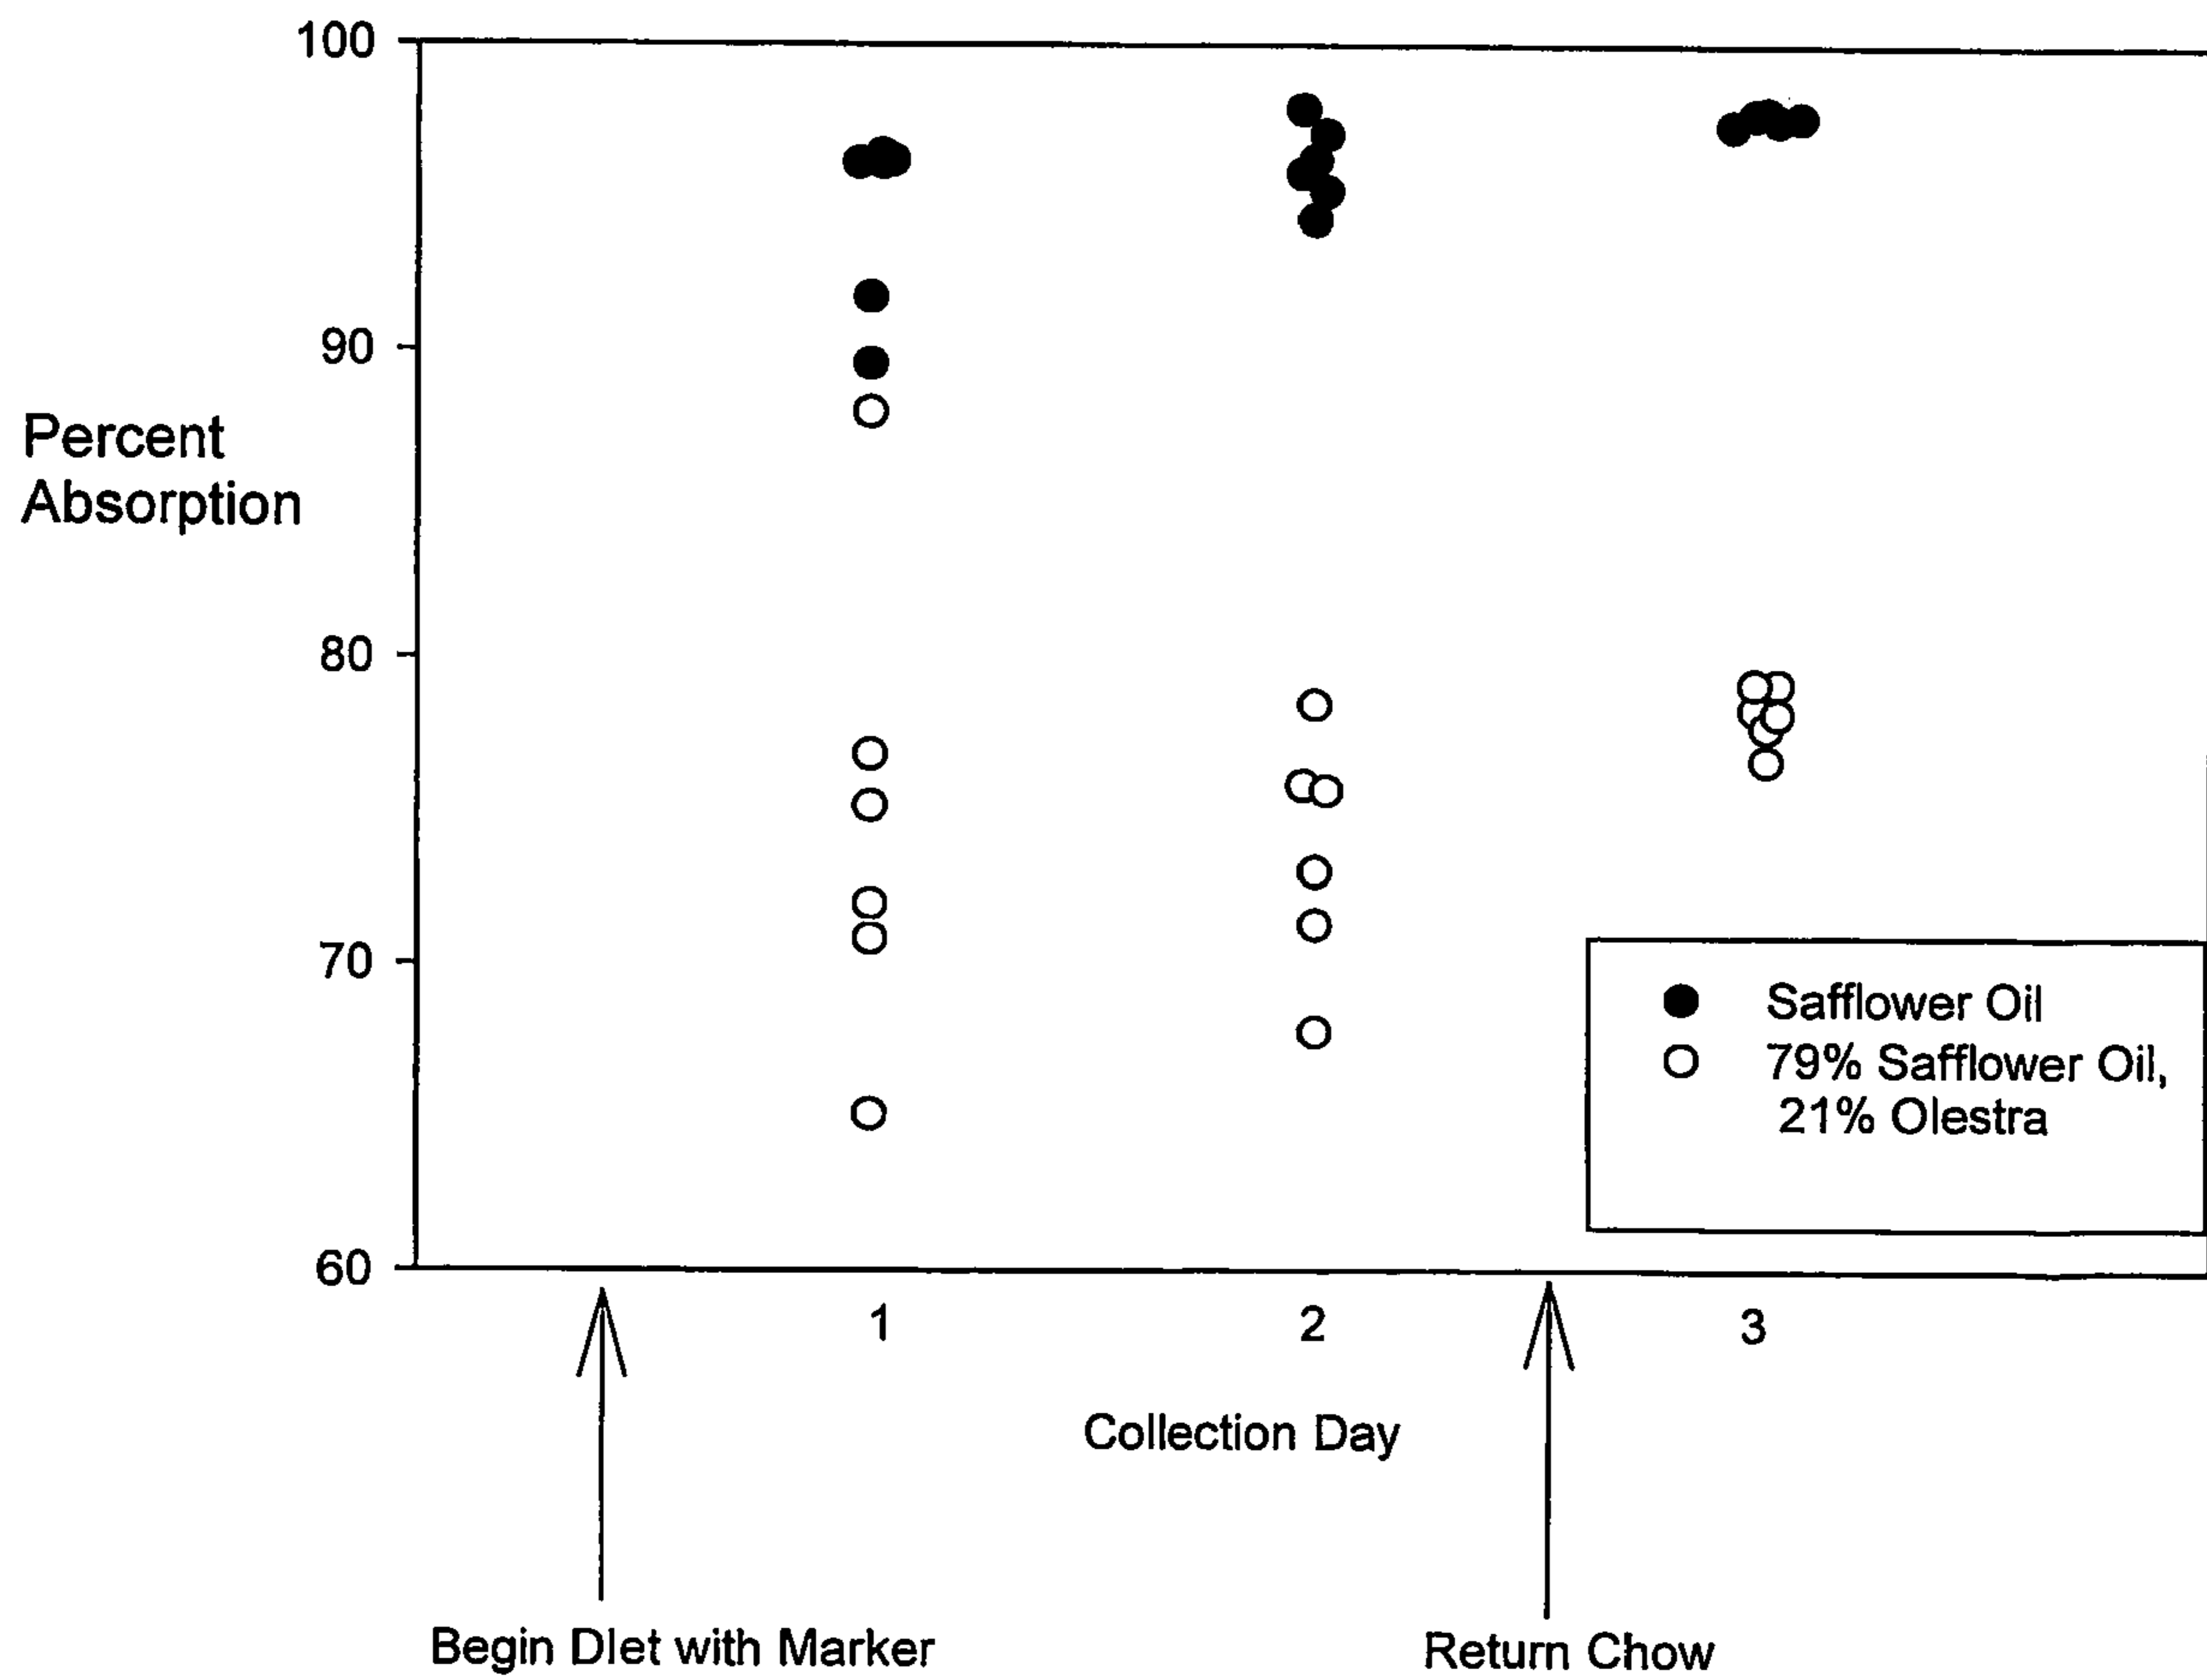 100
90
Percent
Absorption
80
70
60
Safflower Oil
79% Safflower Oil,
21% Olestra
1 2 3
Collection Day
Begin DIet with Marker
Return Chow